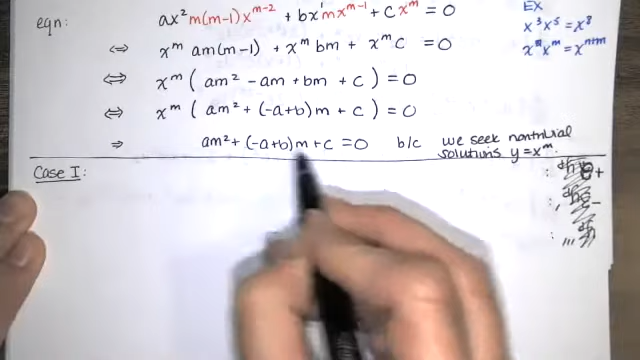 eqn: ax² m(m-1)x^{m-2} + bx¹mx^{m-1} + cx^m = 0
⇔ x^m am(m-1) + x^m bm + x^m c = 0
⇔ x^m ( am² - am + bm + c ) = 0
⇔ x^m ( am² + (-a+b)m + c ) = 0
⇒ am² + (-a+b)m + c = 0 b/c we seek nontrivial
solutions y = x^m.
EX
x³x⁵ = x⁸
x^n x^m = x^{n+m}
Case I: